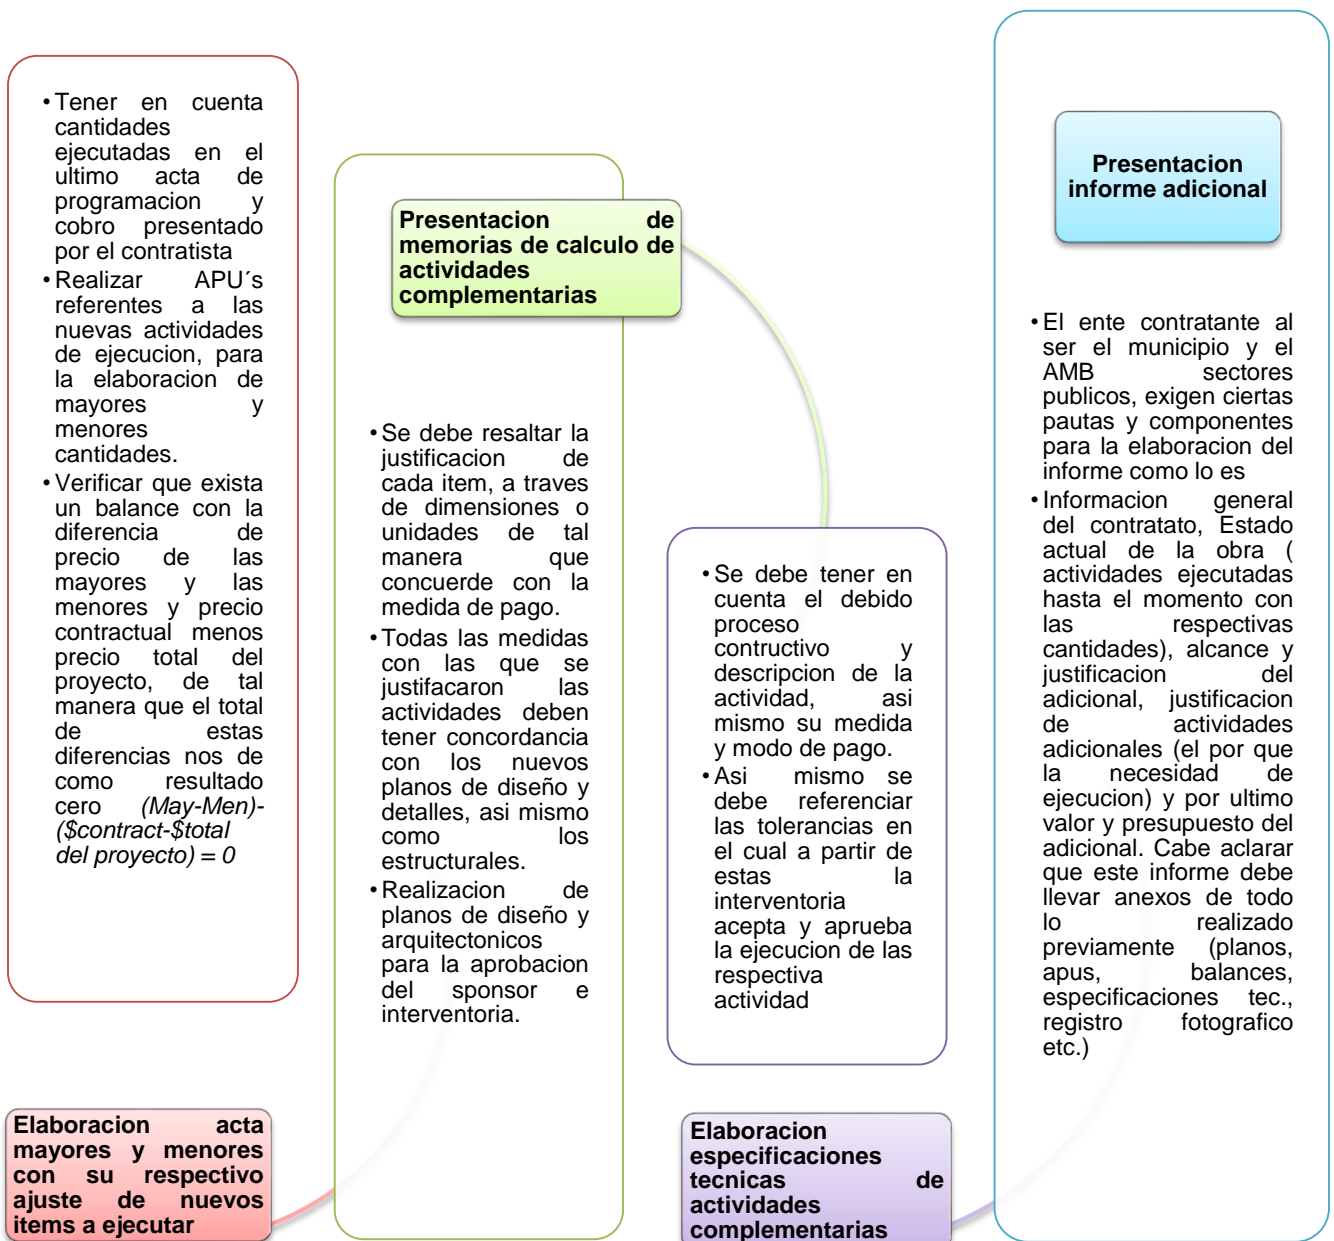 • Tener en cuenta
cantidades
ejecutadas en el
ultimo acta de
programacion y
cobro presentado
por el contratista
• Realizar APU´s
referentes a las
nuevas actividades
de ejecucion, para
la elaboracion de
mayores y
menores
cantidades.
• Verificar que exista
un balance con la
diferencia de
precio de las
mayores y las
menores y precio
contractual menos
precio total del
proyecto, de tal
manera que el total
de estas
diferencias nos de
como resultado
cero (May-Men)-
($contract-$total
del proyecto) = 0
Elaboracion acta
mayores y menores
con su respectivo
ajuste de nuevos
items a ejecutar
Presentacion de
memorias de calculo de
actividades
complementarias
• Se debe resaltar la
justificacion de
cada item, a traves
de dimensiones o
unidades de tal
manera que
concuerde con la
medida de pago.
• Todas las medidas
con las que se
justifacaron las
actividades deben
tener concordancia
con los nuevos
planos de diseño y
detalles, asi mismo
como los
estructurales.
• Realizacion de
planos de diseño y
arquitectonicos
para la aprobacion
del sponsor e
interventoria.
• Se debe tener en
cuenta el debido
proceso
contructivo y
descripcion de la
actividad, asi
mismo su medida
y modo de pago.
• Asi mismo se
debe referenciar
las tolerancias en
el cual a partir de
estas la
interventoria
acepta y aprueba
la ejecucion de las
respectiva
actividad
Elaboracion
especificaciones
tecnicas de
actividades
complementarias
Presentacion
informe adicional
• El ente contratante al
ser el municipio y el
AMB sectores
publicos, exigen ciertas
pautas y componentes
para la elaboracion del
informe como lo es
• Informacion general
del contratato, Estado
actual de la obra (
actividades ejecutadas
hasta el momento con
las respectivas
cantidades), alcance y
justificacion del
adicional, justificacion
de actividades
adicionales (el por que
la necesidad de
ejecucion) y por ultimo
valor y presupuesto del
adicional. Cabe aclarar
que este informe debe
llevar anexos de todo
lo realizado
previamente (planos,
apus, balances,
especificaciones tec.,
registro fotografico
etc.)